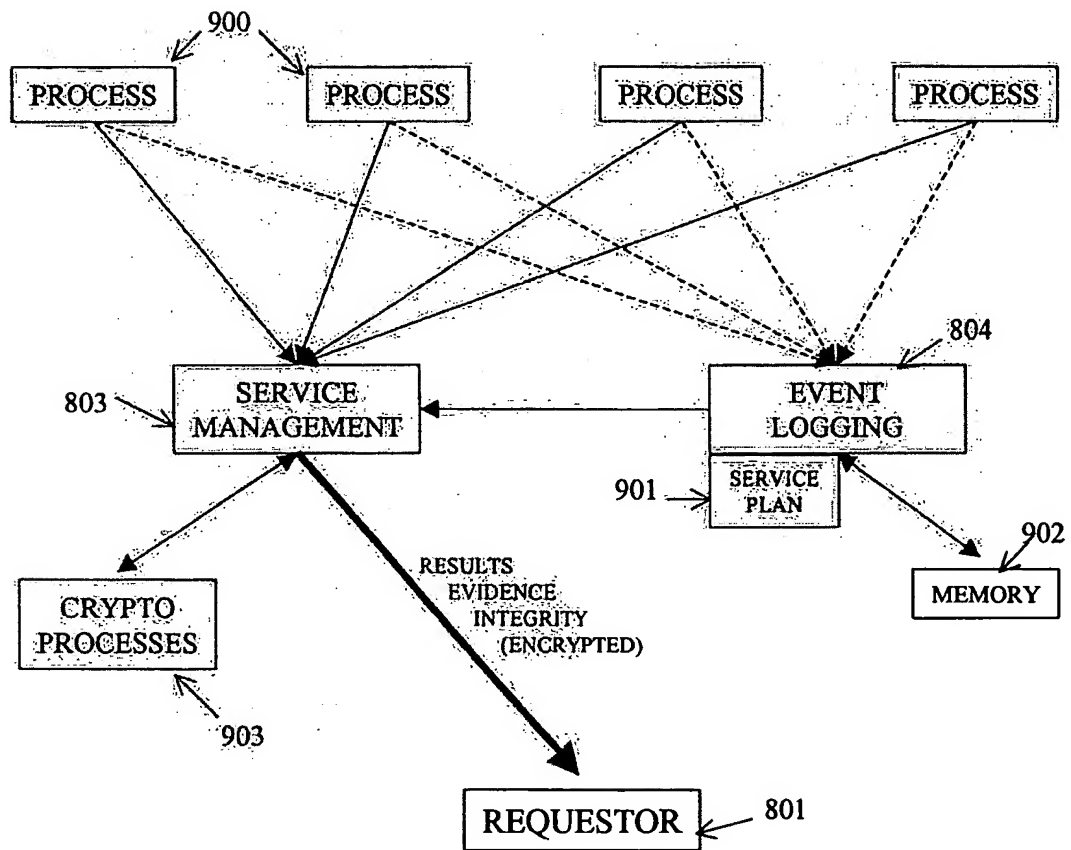 900
PROCESS PROCESS PROCESS PROCESS
804
SERVICE
MANAGEMENT
803
EVENT
LOGGING
SERVICE
PLAN
901
902
MEMORY
RESULTS
EVIDENCE
INTEGRITY
(ENCRYPTED)
CRYPTO
PROCESSES
903
REQUESTOR
801